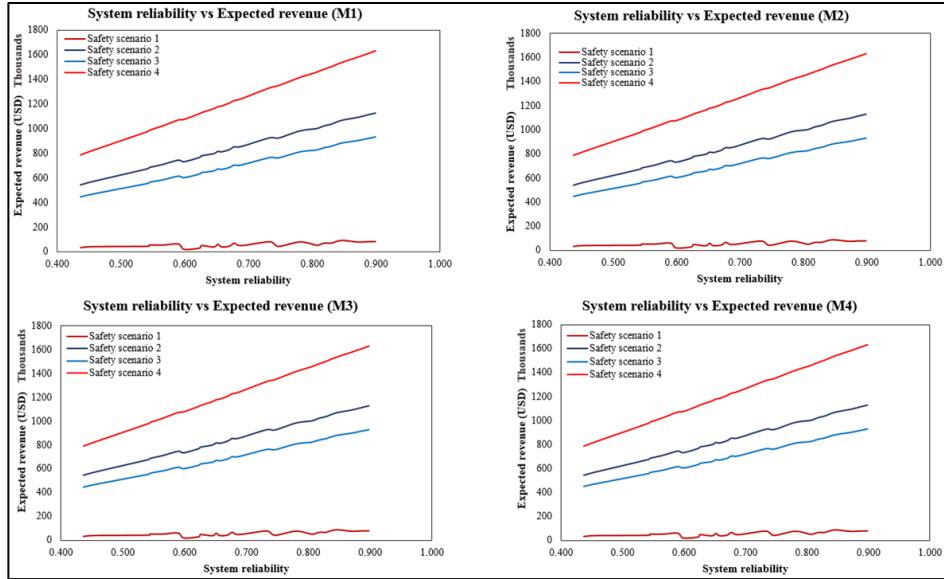 System reliability vs Expected revenue (M1)
Expected revenue (USD) Thousands
1800
1600
1400
1200
1000
800
600
400
200
0
Safety scenario 1
Safety scenario 2
Safety scenario 3
Safety scenario 4
0.400 0.500 0.600 0.700 0.800 0.900 1.000
System reliability
System reliability vs Expected revenue (M2)
Expected revenue (USD) Thousands
1800
1600
1400
1200
1000
800
600
400
200
0
Safety scenario 1
Safety scenario 2
Safety scenario 3
Safety scenario 4
0.400 0.500 0.600 0.700 0.800 0.900 1.000
System reliability
System reliability vs Expected revenue (M3)
Expected revenue (USD) Thousands
1800
1600
1400
1200
1000
800
600
400
200
0
Safety scenario 1
Safety scenario 2
Safety scenario 3
Safety scenario 4
0.400 0.500 0.600 0.700 0.800 0.900 1.000
System reliability
System reliability vs Expected revenue (M4)
Expected revenue (USD) Thousands
1800
1600
1400
1200
1000
800
600
400
200
0
Safety scenario 1
Safety scenario 2
Safety scenario 3
Safety scenario 4
0.400 0.500 0.600 0.700 0.800 0.900 1.000
System reliability